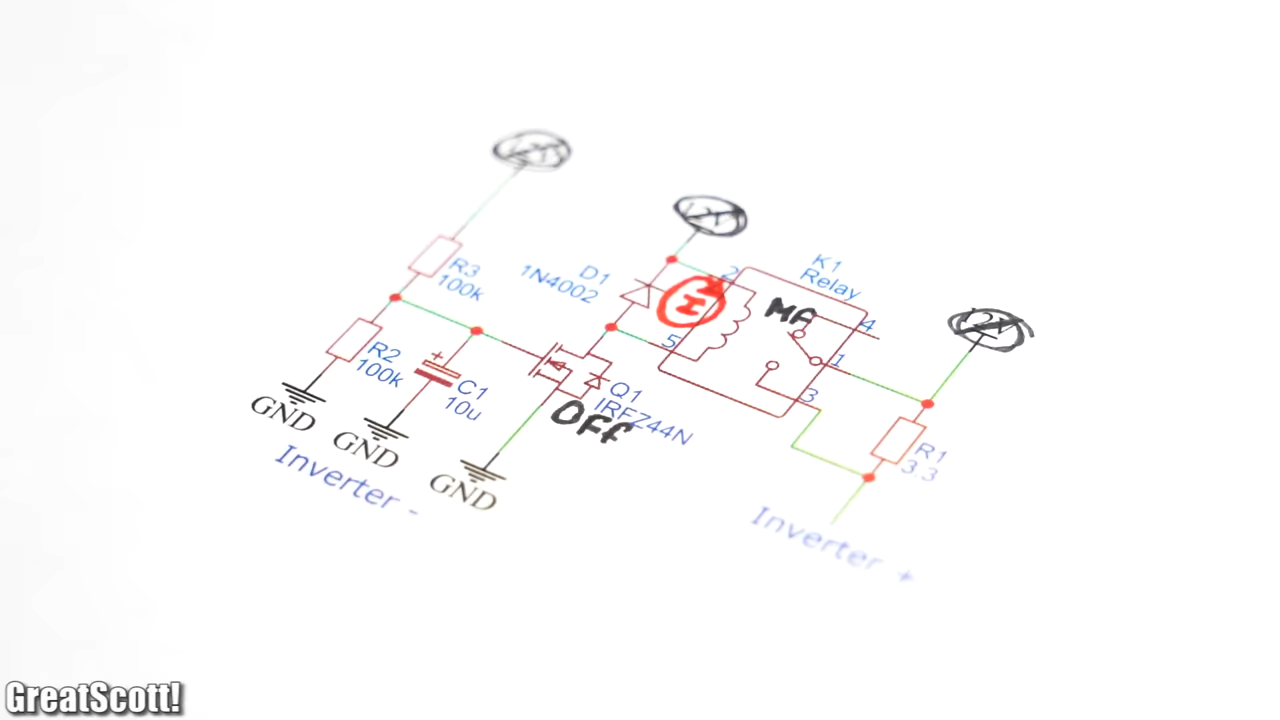 K1
Relay
D1
1N4002
2
I
MA
4
R3
100k
5
1
R2
100k
3
+
C1
10u
Q1
IRFZ44N
OFF
R1
3.3
GND
GND
GND
Inverter -
Inverter +
GreatScott!